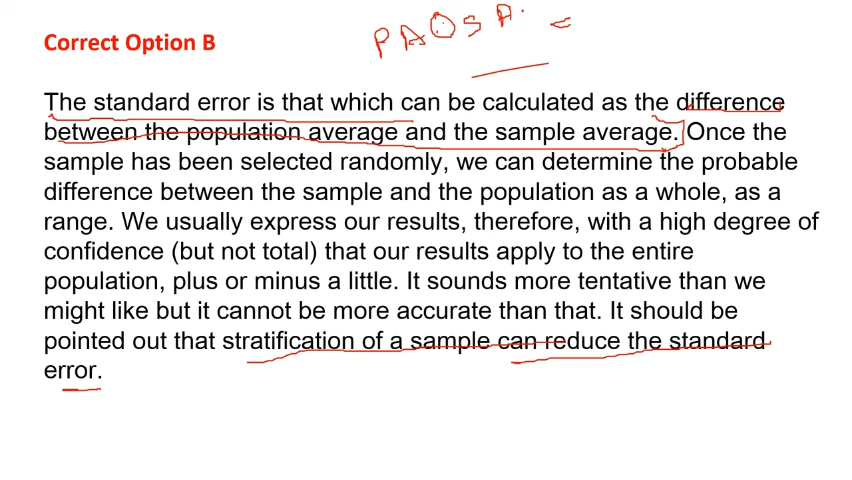 P A O S A. =
Correct Option B
The standard error is that which can be calculated as the difference
between the population average and the sample average. Once the
sample has been selected randomly, we can determine the probable
difference between the sample and the population as a whole, as a
range. We usually express our results, therefore, with a high degree of
confidence (but not total) that our results apply to the entire
population, plus or minus a little. It sounds more tentative than we
might like but it cannot be more accurate than that. It should be
pointed out that stratification of a sample can reduce the standard
error.